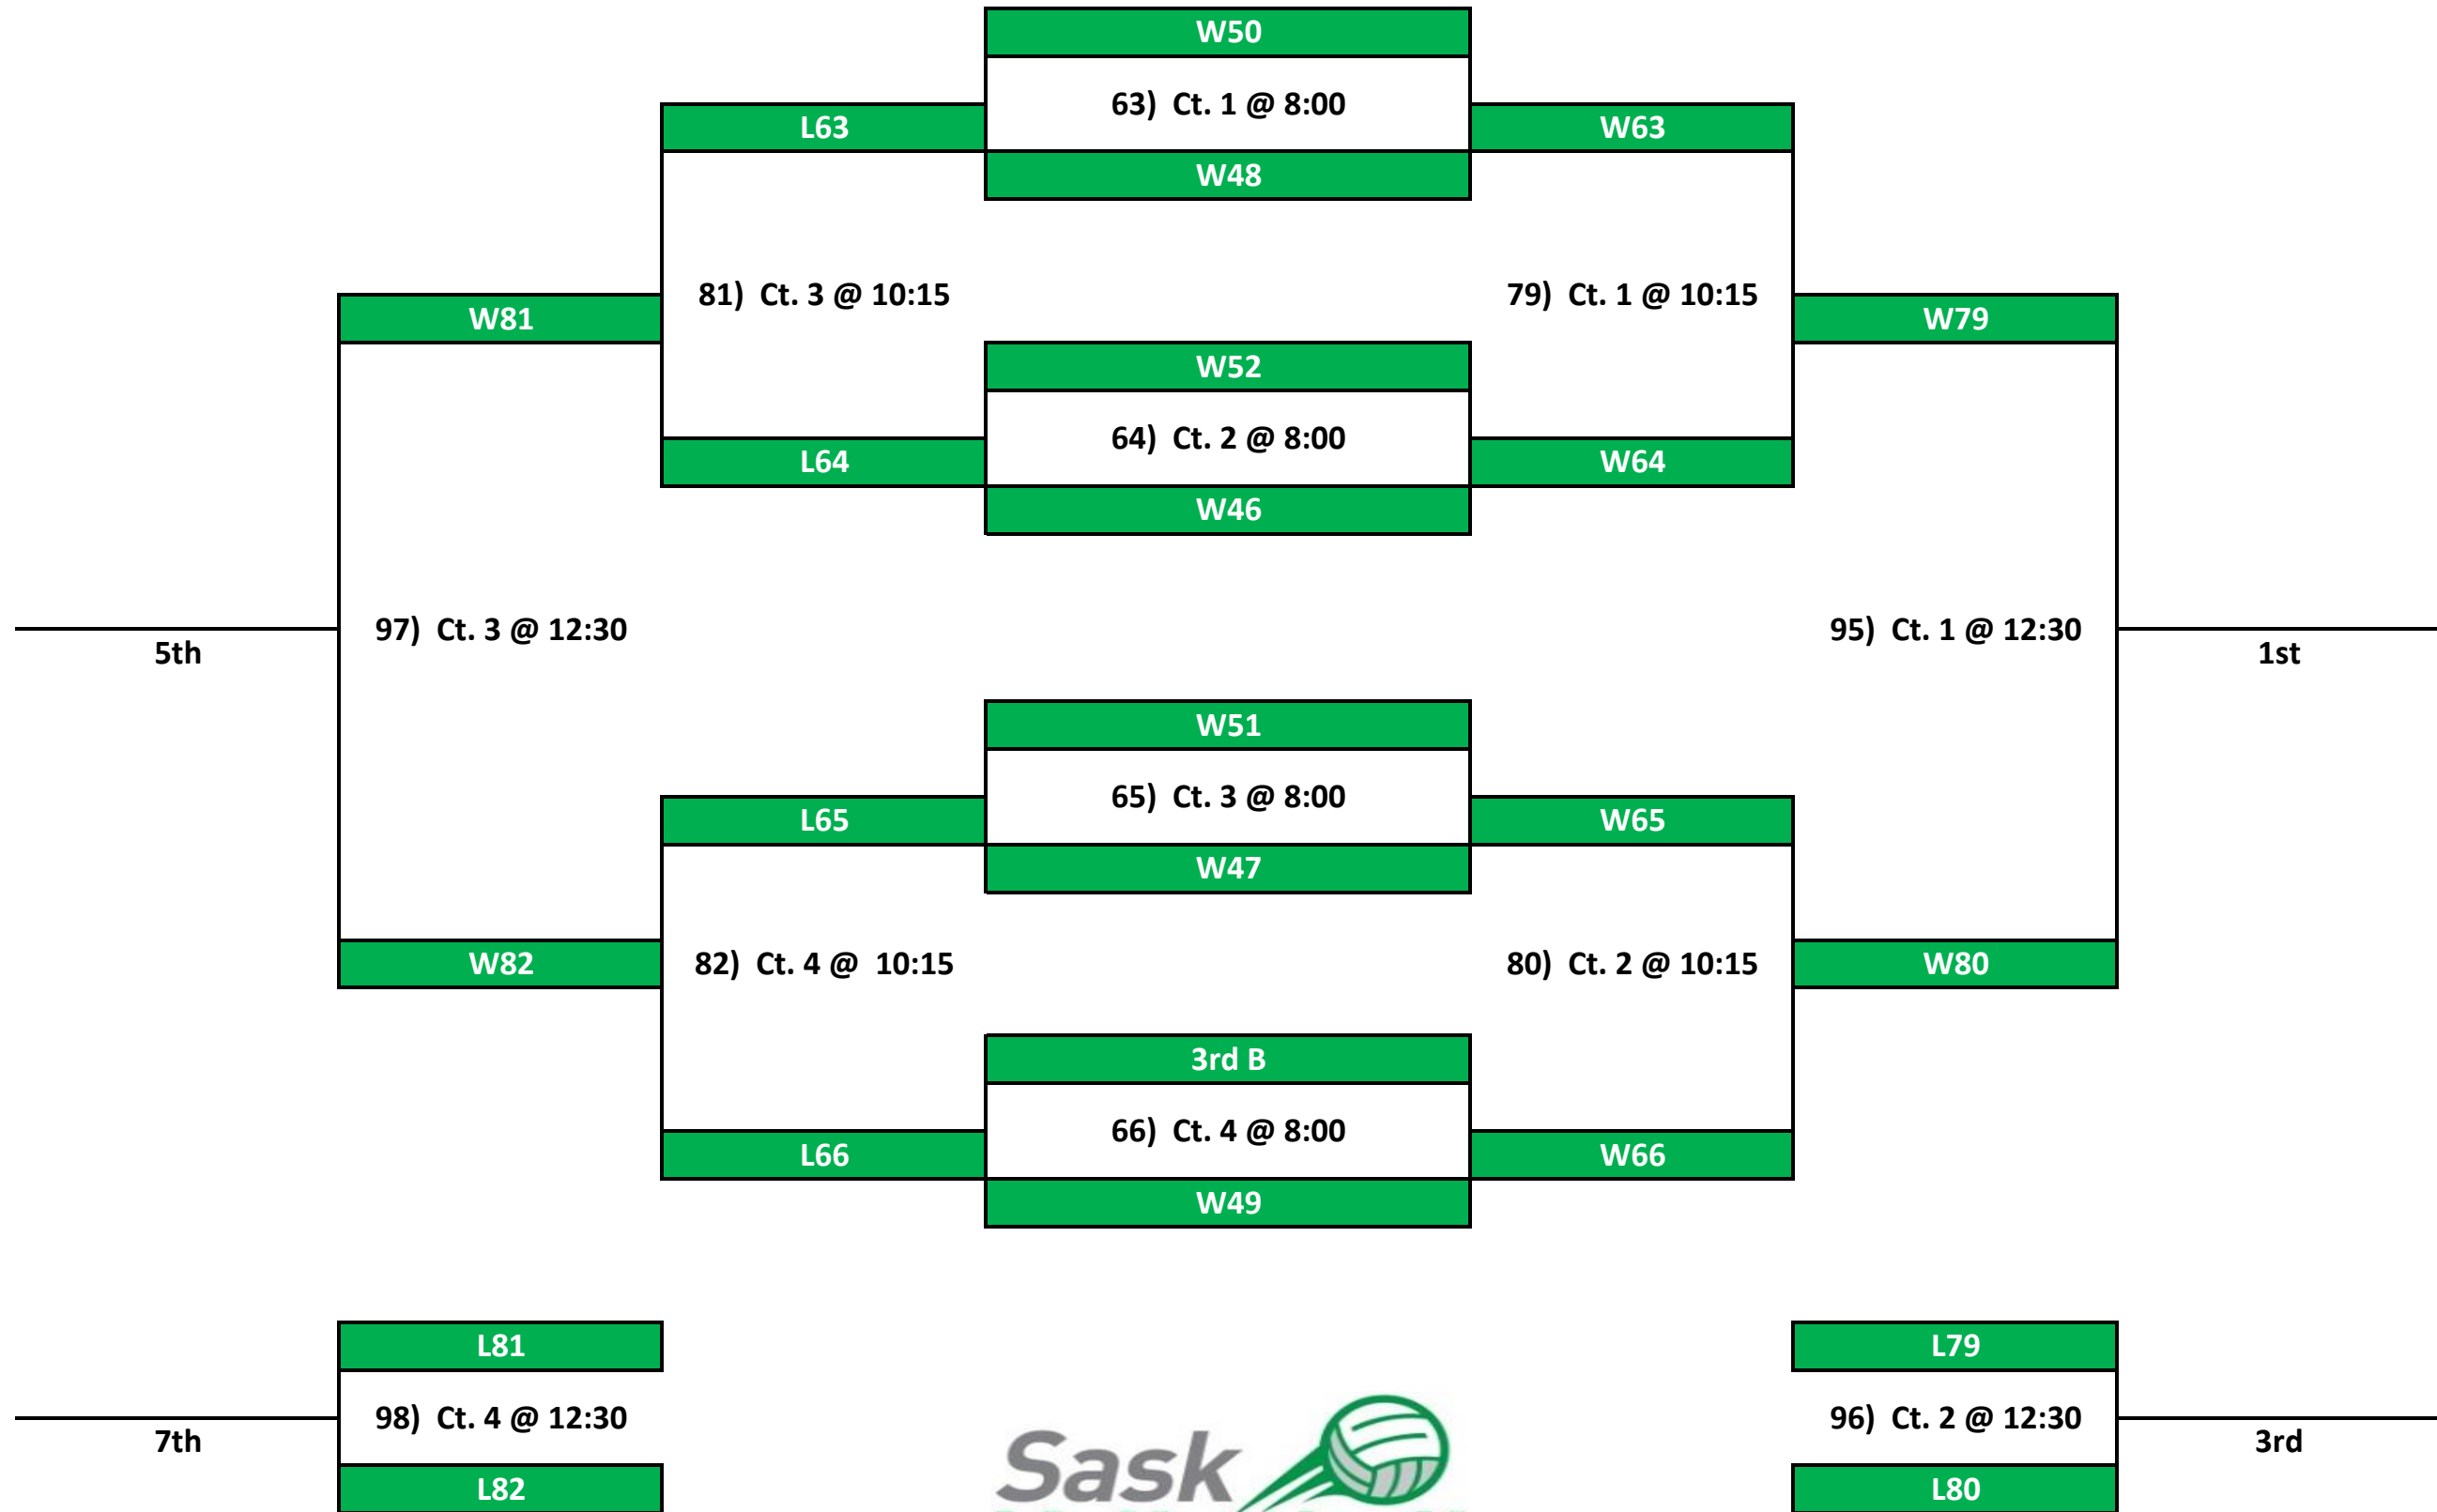 W50
63) Ct. 1 @ 8:00
L63
W63
W48
81) Ct. 3 @ 10:15
79) Ct. 1 @ 10:15
W81
W79
W52
64) Ct. 2 @ 8:00
L64
W64
W46
97) Ct. 3 @ 12:30
95) Ct. 1 @ 12:30
5th
1st
W51
65) Ct. 3 @ 8:00
L65
W65
W47
W82
82) Ct. 4 @ 10:15
80) Ct. 2 @ 10:15
W80
3rd B
66) Ct. 4 @ 8:00
L66
W66
W49
L81
L79
98) Ct. 4 @ 12:30
96) Ct. 2 @ 12:30
7th
3rd
Sask
L82
L80